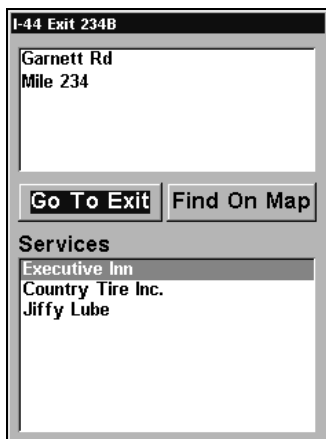 I-44 Exit 234B
Garnett Rd
Mile 234
Go To Exit Find On Map
Services
Executive Inn
Country Tire Inc.
Jiffy Lube